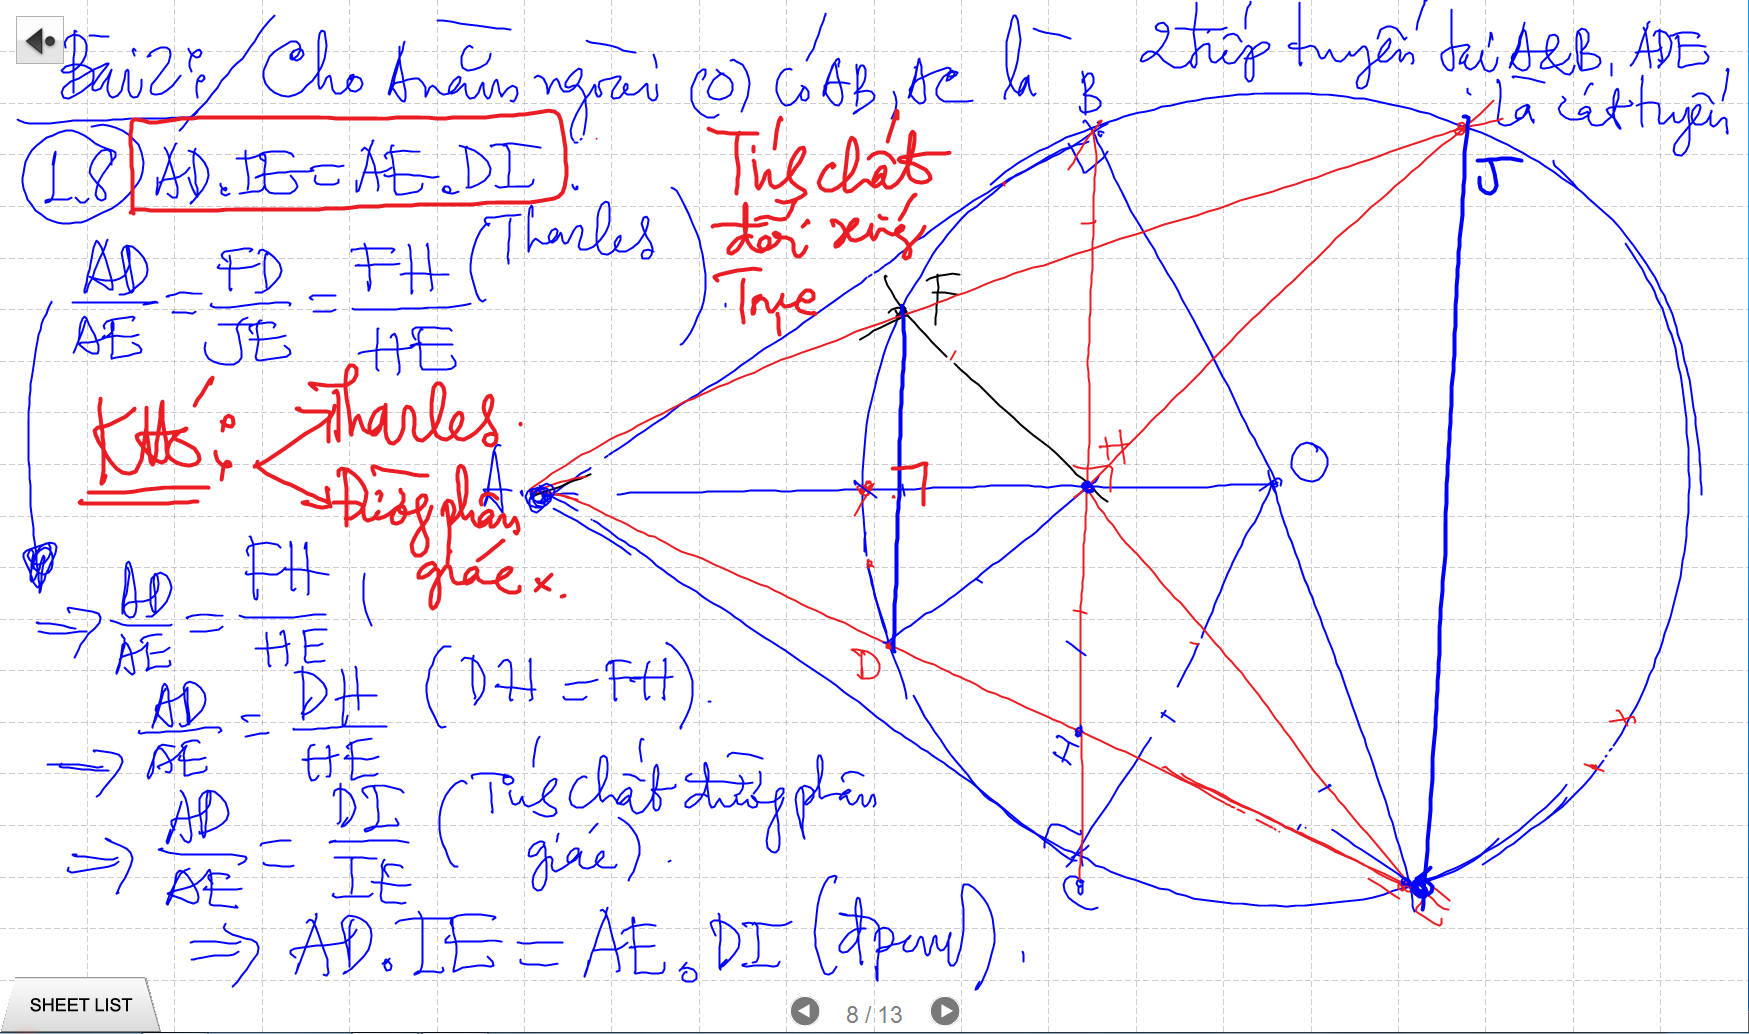 Bài 2: Cho A nằm ngoài (O) có AB, AC là 2 tiếp tuyến tại A&B, ADE
là cát tuyến
1.8 AD.IE=AE.DI.
AD/AE = FD/JE = FH/HE (Tharles)
Tính chất
đối xứng
Trục
KThức:
Tharles.
Đường phân
giác
⇒ AD/AE = FH/HE
→ AD/AE = DH/HE (DH=FH).
⇒ AD/AE = DI/IE (Tính chất đường phân
giác).
⇒ AD.IE=AE.DI (đpcm).
B
J
F
A
H
O
D
I
C
E
SHEET LIST
8 / 13